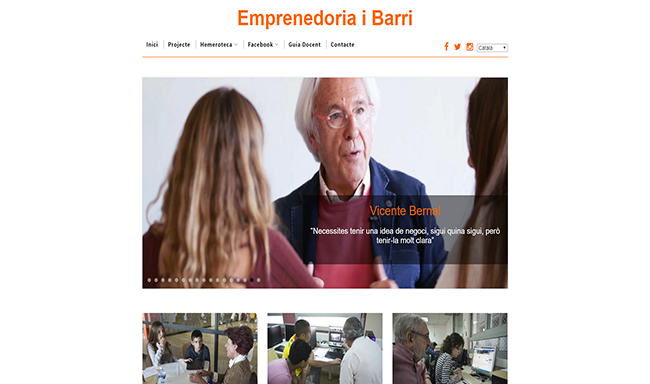 Emprenedoria i Barri
Inici Projecte Hemeroteca Facebook Guia Docent Contacte
Català
Vicente Bernal
"Necessites tenir una idea de negoci, sigui quina sigui, però
tenir-la molt clara"